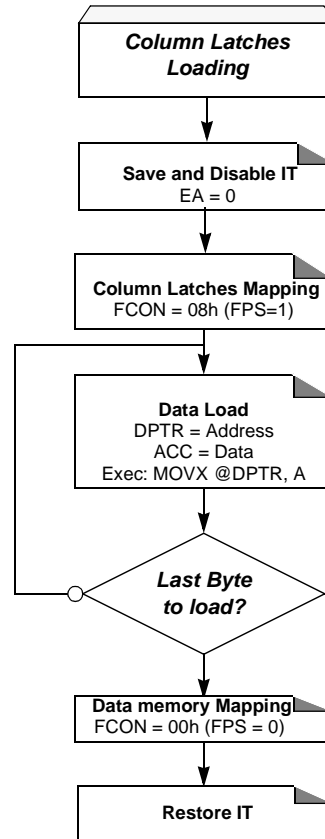 Column Latches
Loading
Save and Disable IT
EA = 0
Column Latches Mapping
FCON = 08h (FPS=1)
Data Load
DPTR = Address
ACC = Data
Exec: MOVX @DPTR, A
Last Byte
to load?
Data memory Mapping
FCON = 00h (FPS = 0)
Restore IT